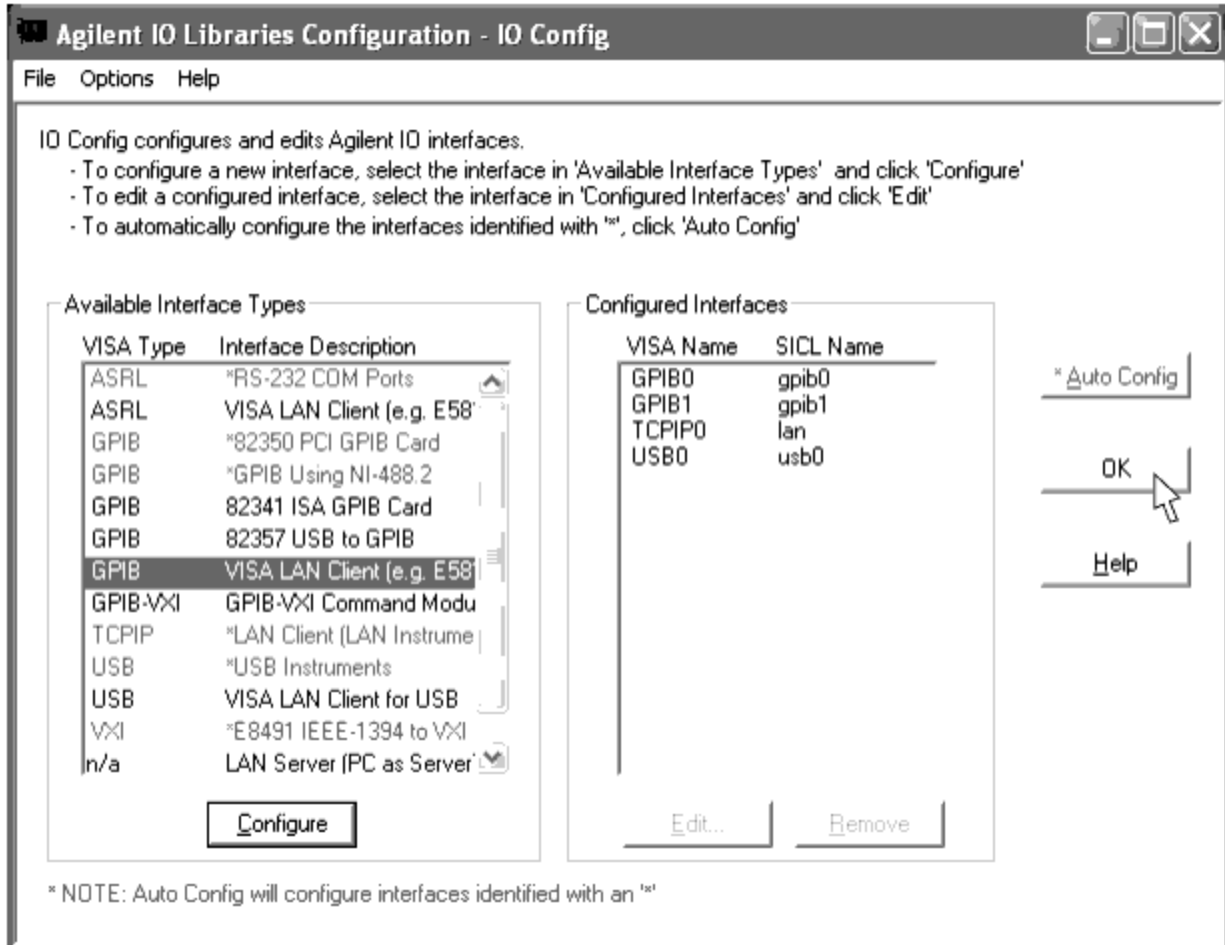 Agilent IO Libraries Configuration - IO Config
File Options Help
IO Config configures and edits Agilent IO interfaces.
- To configure a new interface, select the interface in 'Available Interface Types' and click 'Configure'
- To edit a configured interface, select the interface in 'Configured Interfaces' and click 'Edit'
- To automatically configure the interfaces identified with '*', click 'Auto Config'
Available Interface Types
VISA Type Interface Description
ASRL *RS-232 COM Ports
ASRL VISA LAN Client (e.g. E58
GPIB *82350 PCI GPIB Card
GPIB *GPIB Using NI-488.2
GPIB 82341 ISA GPIB Card
GPIB 82357 USB to GPIB
GPIB VISA LAN Client (e.g. E58
GPIB-VXI GPIB-VXI Command Modu
TCPIP *LAN Client (LAN Instrume
USB *USB Instruments
USB VISA LAN Client for USB
VXI *E8491 IEEE-1394 to VXI
n/a LAN Server (PC as Server)
Configure
Configured Interfaces
VISA Name SICL Name
GPIB0 gpib0
GPIB1 gpib1
TCPIP0 lan
USB0 usb0
Edit... Remove
* Auto Config
OK
Help
* NOTE: Auto Config will configure interfaces identified with an '*'